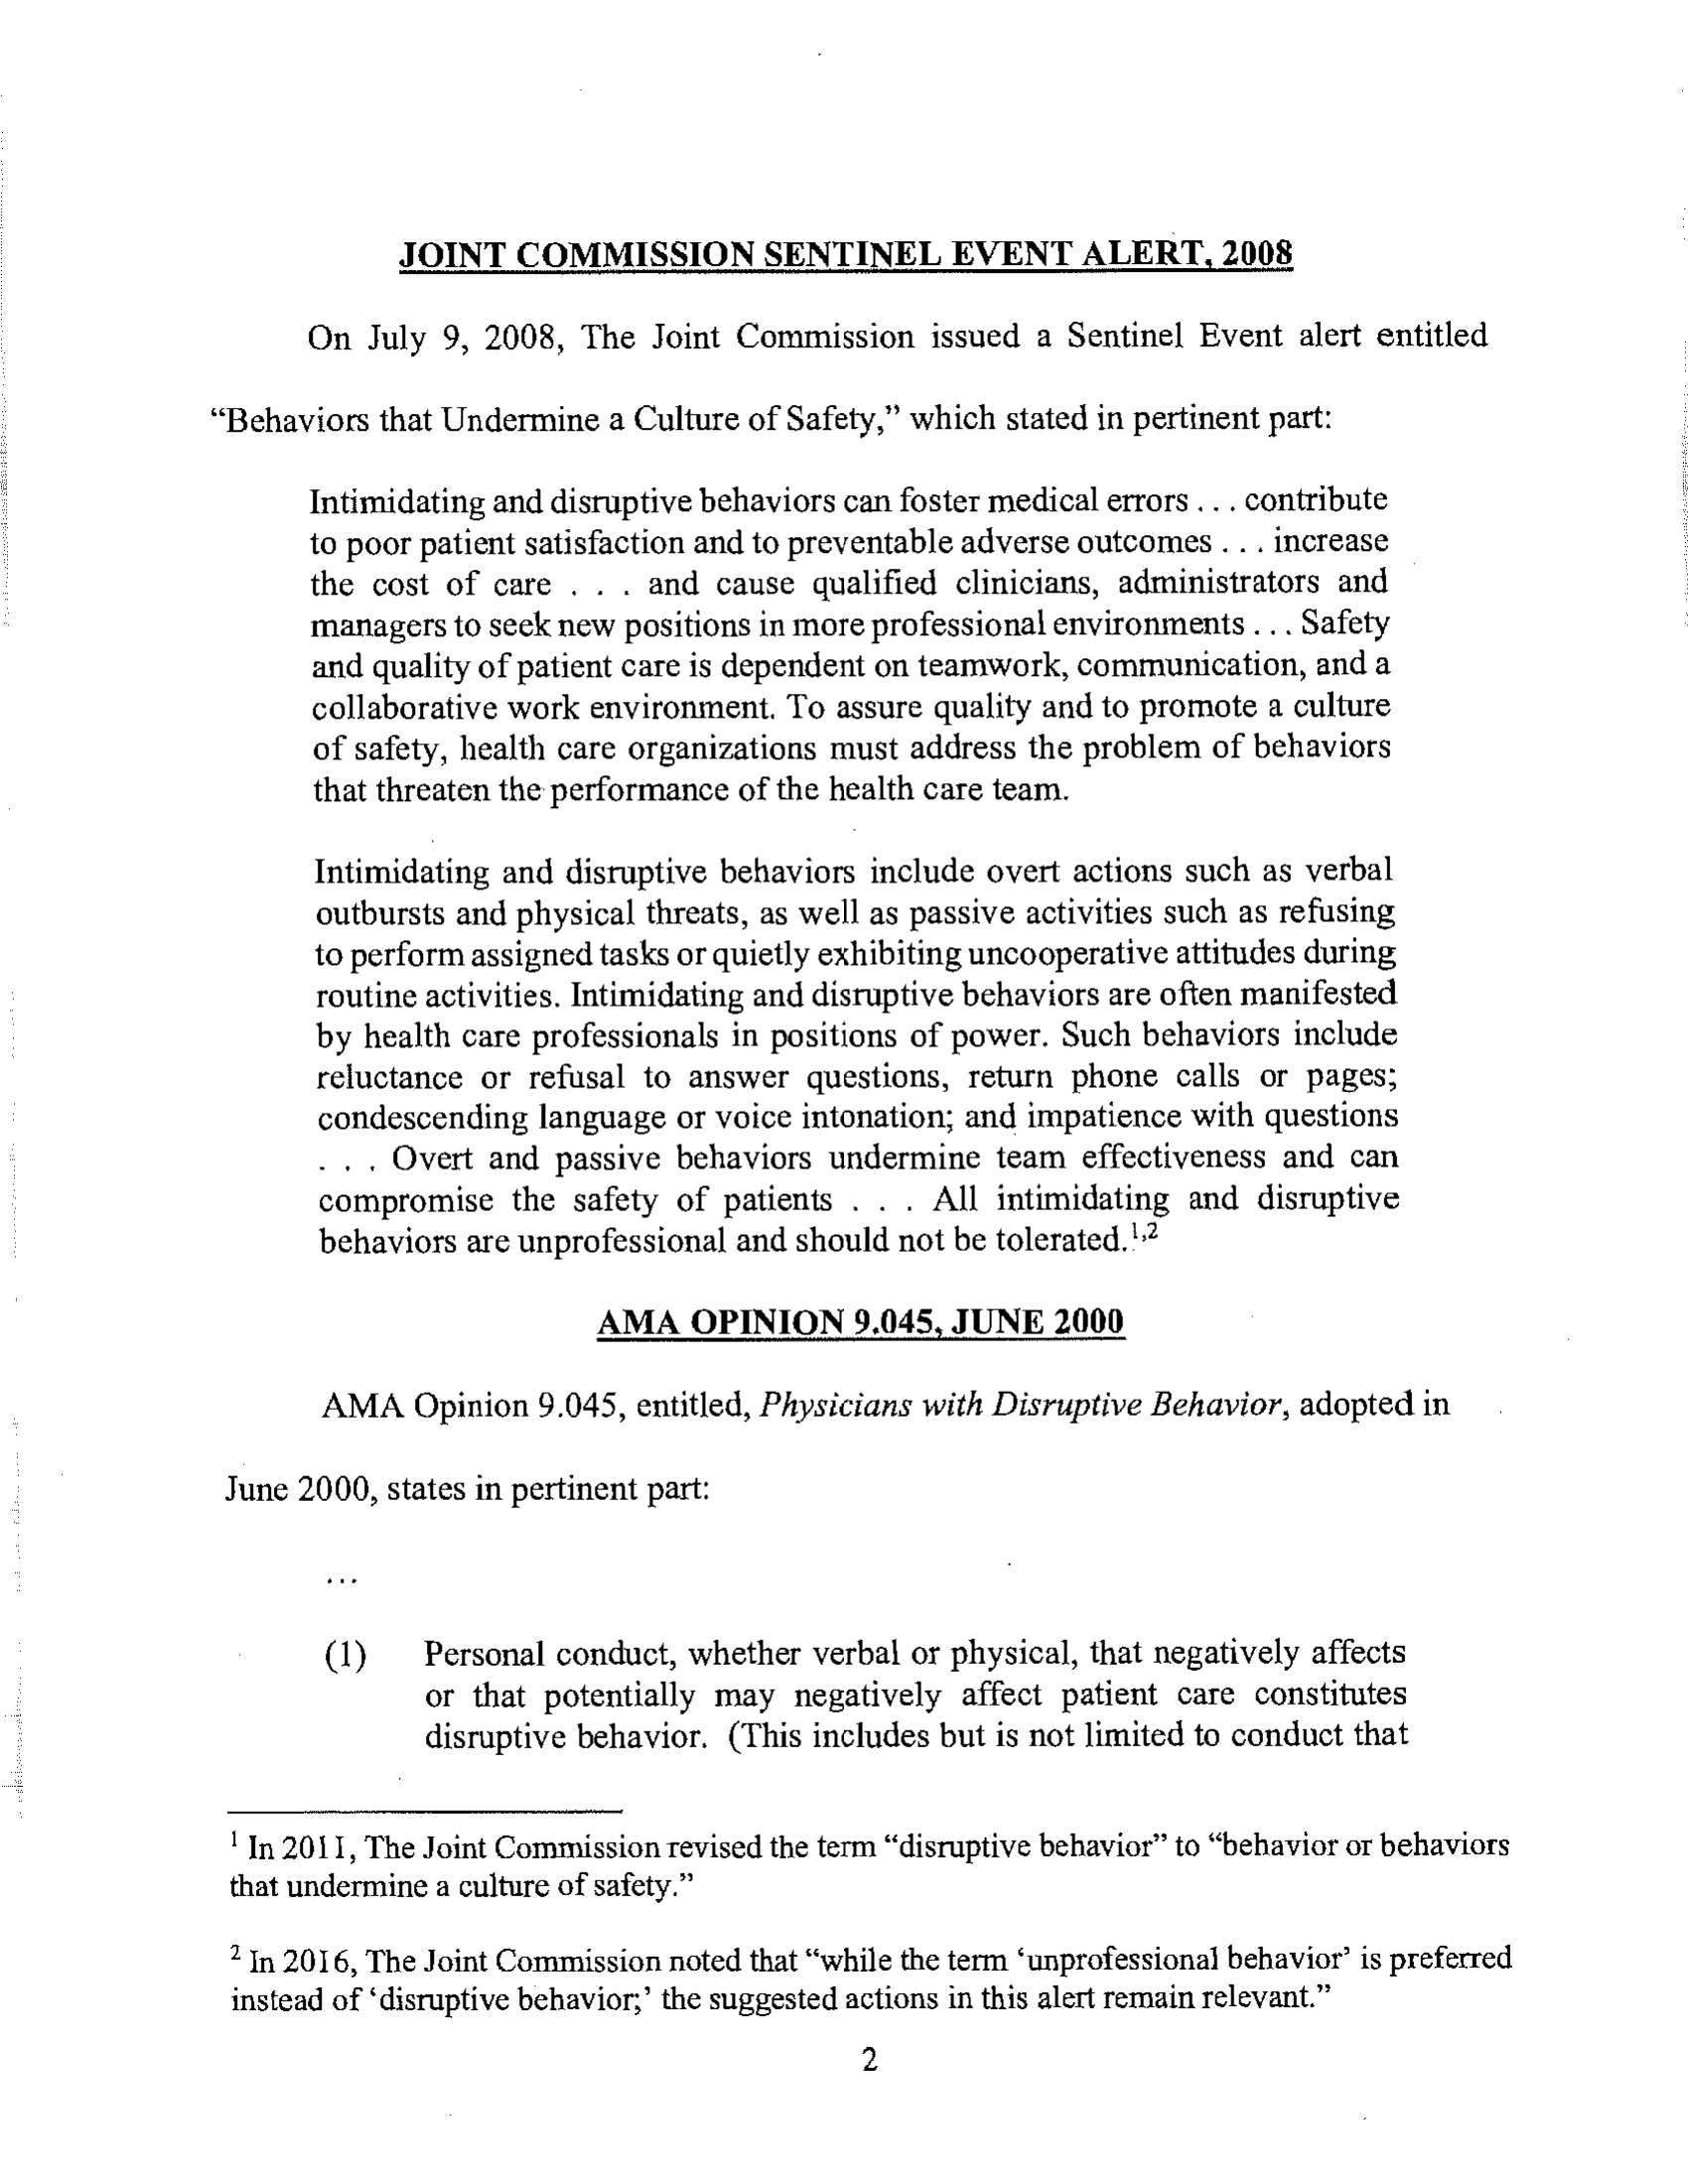 JOINT COMMISSION SENTINEL EVENT ALERT, 2008
On July 9, 2008, The Joint Commission issued a Sentinel Event alert entitled
“Behaviors that Undermine a Culture of Safety,” which stated in pertinent part:
Intimidating and disruptive behaviors can foster medical errors . . . contribute
to poor patient satisfaction and to preventable adverse outcomes . . . increase
the cost of care . . . and cause qualified clinicians, administrators and
managers to seek new positions in more professional environments . . . Safety
and quality of patient care is dependent on teamwork, communication, and a
collaborative work environment. To assure quality and to promote a culture
of safety, health care organizations must address the problem of behaviors
that threaten the performance of the health care team.
Intimidating and disruptive behaviors include overt actions such as verbal
outbursts and physical threats, as well as passive activities such as refusing
to perform assigned tasks or quietly exhibiting uncooperative attitudes during
routine activities. Intimidating and disruptive behaviors are often manifested
by health care professionals in positions of power. Such behaviors include
reluctance or refusal to answer questions, return phone calls or pages;
condescending language or voice intonation; and impatience with questions
. . . Overt and passive behaviors undermine team effectiveness and can
compromise the safety of patients . . . All intimidating and disruptive
behaviors are unprofessional and should not be tolerated.1,2
AMA OPINION 9.045, JUNE 2000
AMA Opinion 9.045, entitled, Physicians with Disruptive Behavior, adopted in
June 2000, states in pertinent part:
...
(1) Personal conduct, whether verbal or physical, that negatively affects
or that potentially may negatively affect patient care constitutes
disruptive behavior. (This includes but is not limited to conduct that
1 In 2011, The Joint Commission revised the term “disruptive behavior” to “behavior or behaviors
that undermine a culture of safety.”
2 In 2016, The Joint Commission noted that “while the term ‘unprofessional behavior’ is preferred
instead of ‘disruptive behavior;’ the suggested actions in this alert remain relevant.”
2